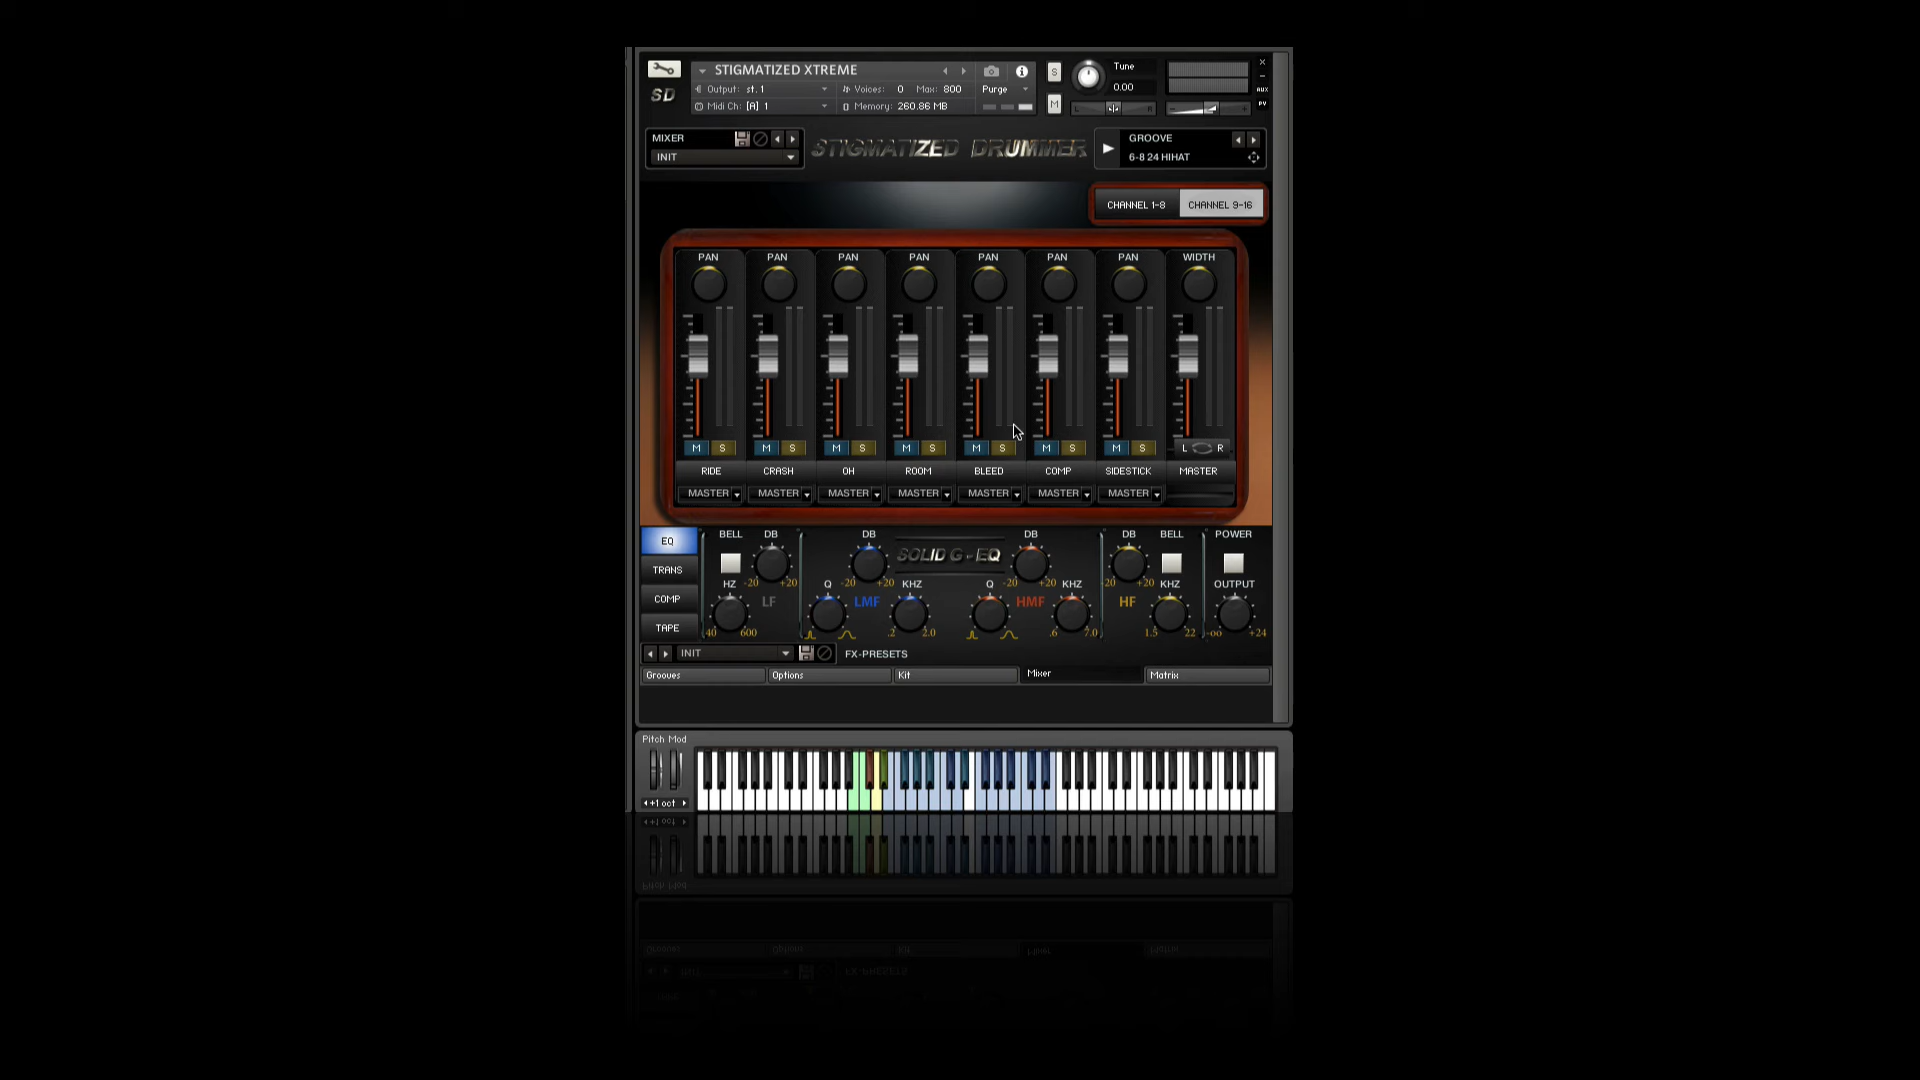 STIGMATIZED XTREME
SD
Output: st. 1
Voices: 0 Max: 800
Purge
Midi Ch: [A] 1
Memory: 260.86 MB
S
M
Tune
0.00
L R
- +
AUX
PV
MIXER
INIT
STIGMATIZED DRUMMER
GROOVE
6-8 24 HIHAT
CHANNEL 1-8 CHANNEL 9-16
PAN PAN PAN PAN PAN PAN PAN WIDTH
M S M S M S M S M S M S M S L R
RIDE CRASH OH ROOM BLEED COMP SIDESTICK MASTER
MASTER MASTER MASTER MASTER MASTER MASTER MASTER
EQ
TRANS
COMP
TAPE
BELL DB DB SOLID G-EQ DB DB BELL POWER
HZ -20 +20 Q -20 +20 KHZ Q -20 +20 KHZ -20 +20 KHZ OUTPUT
LF LMF HMF HF
40 600 .2 2.0 .6 7.0 1.5 22 -oo +24
INIT FX-PRESETS
Grooves Options Kit Mixer Matrix
Pitch Mod
+1 oct